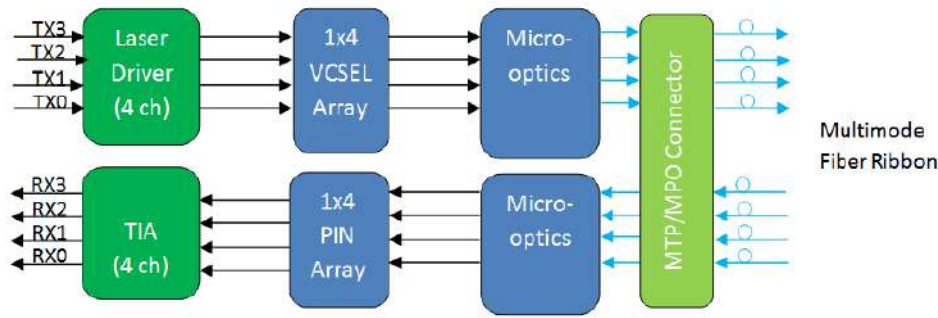 TX3
TX2
TX1
TX0
Laser
Driver
(4 ch)
1x4
VCSEL
Array
Micro-
optics
MTP/MPO Connector
Multimode
Fiber Ribbon
RX3
RX2
RX1
RX0
TIA
(4 ch)
1x4
PIN
Array
Micro-
optics